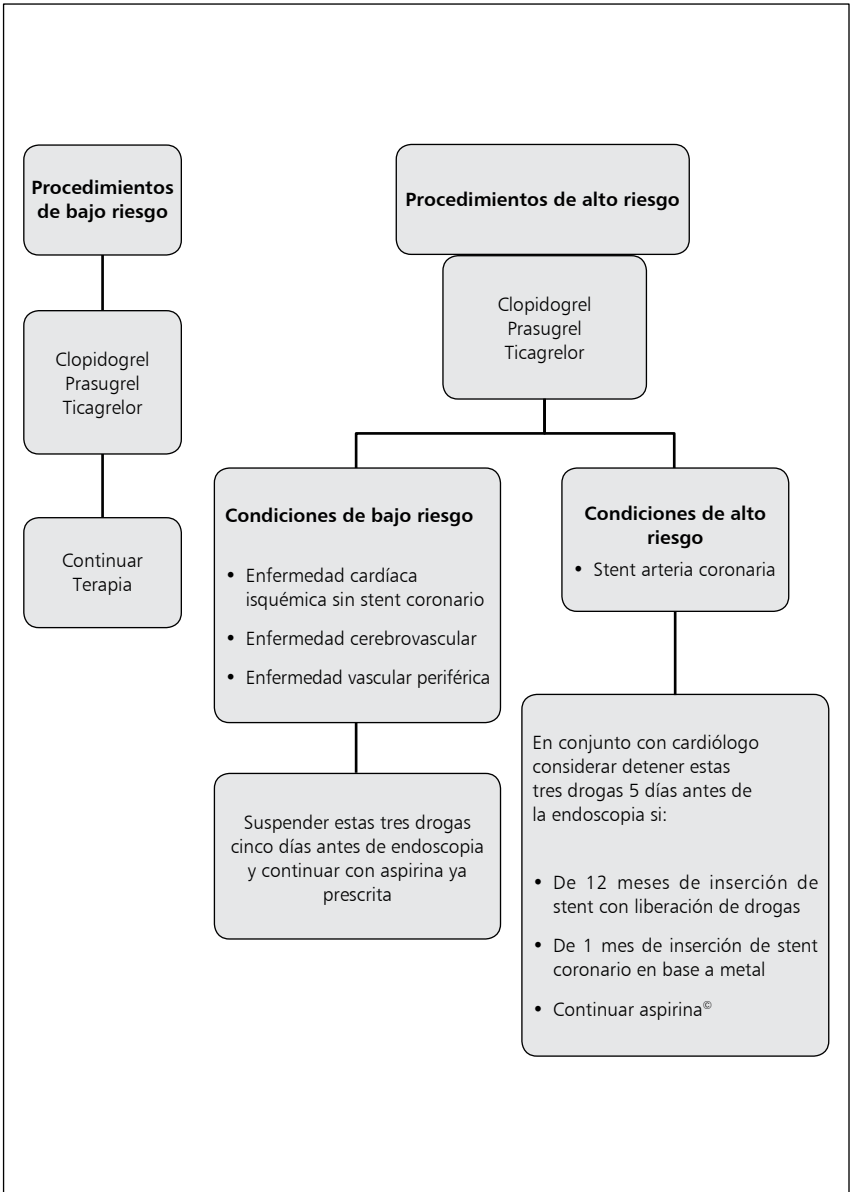 Procedimientos
de bajo riesgo
Clopidogrel
Prasugrel
Ticagrelor
Continuar
Terapia
Procedimientos de alto riesgo
Clopidogrel
Prasugrel
Ticagrelor
Condiciones de bajo riesgo
• Enfermedad cardíaca
isquémica sin stent coronario
• Enfermedad cerebrovascular
• Enfermedad vascular periférica
Suspender estas tres drogas
cinco días antes de endoscopia
y continuar con aspirina ya
prescrita
Condiciones de alto
riesgo
• Stent arteria coronaria
En conjunto con cardiólogo
considerar detener estas
tres drogas 5 días antes de
la endoscopia si:
• De 12 meses de inserción de
stent con liberación de drogas
• De 1 mes de inserción de stent
coronario en base a metal
• Continuar aspirina©